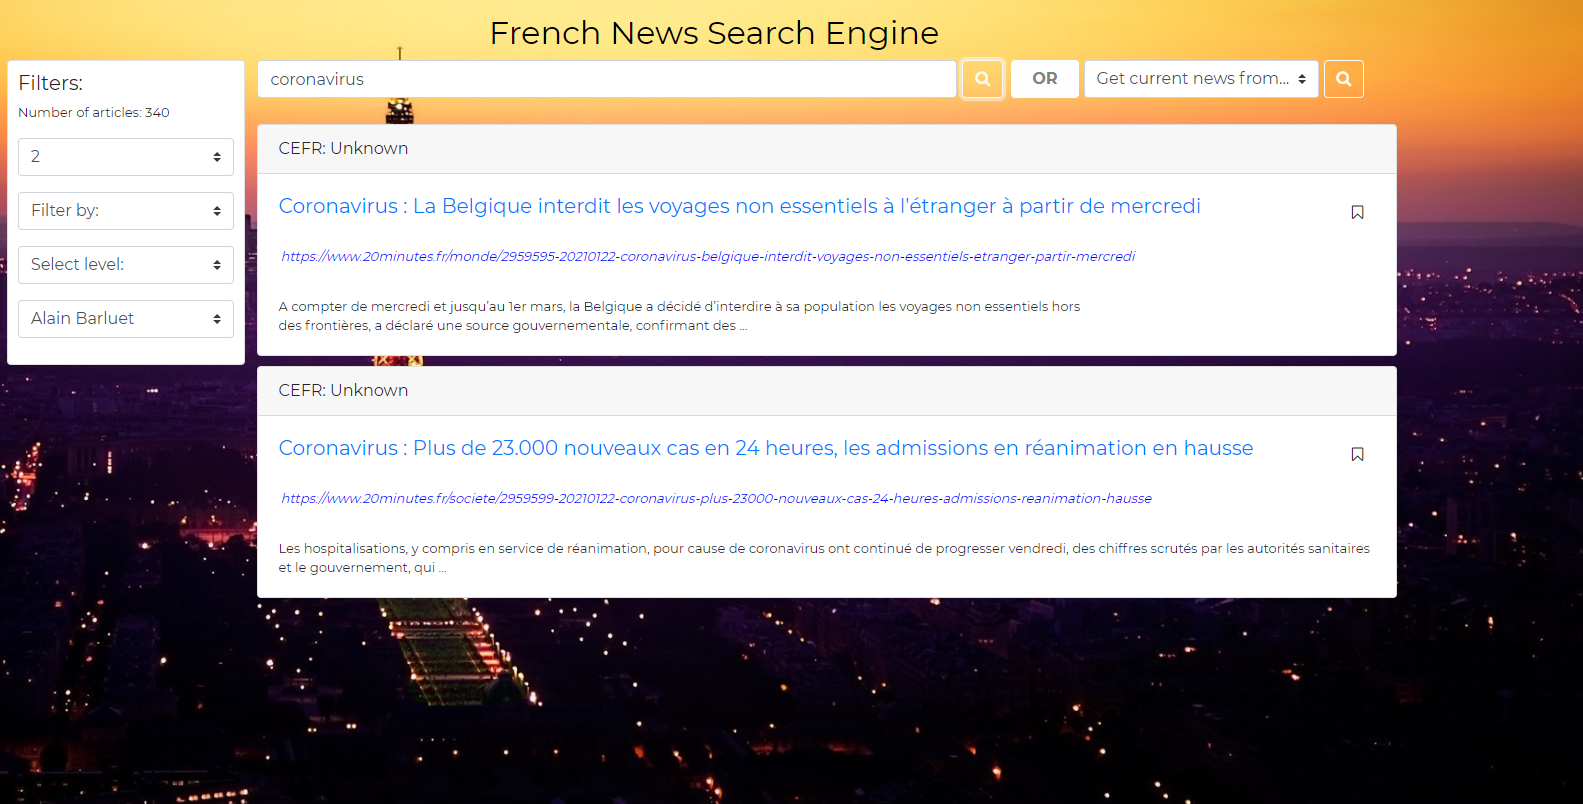 French News Search Engine
Filters:
Number of articles: 340
2
Filter by:
Select level:
Alain Barluet
coronavirus
OR
Get current news from...
CEFR: Unknown
Coronavirus : La Belgique interdit les voyages non essentiels à l'étranger à partir de mercredi
https://www.20minutes.fr/monde/2959595-20210122-coronavirus-belgique-interdit-voyages-non-essentiels-etranger-partir-mercredi
A compter de mercredi et jusqu’au 1er mars, la Belgique a décidé d’interdire à sa population les voyages non essentiels hors
des frontières, a déclaré une source gouvernementale, confirmant des ...
CEFR: Unknown
Coronavirus : Plus de 23.000 nouveaux cas en 24 heures, les admissions en réanimation en hausse
https://www.20minutes.fr/societe/2959599-20210122-coronavirus-plus-23000-nouveaux-cas-24-heures-admissions-reanimation-hausse
Les hospitalisations, y compris en service de réanimation, pour cause de coronavirus ont continué de progresser vendredi, des chiffres scrutés par les autorités sanitaires
et le gouvernement, qui ...